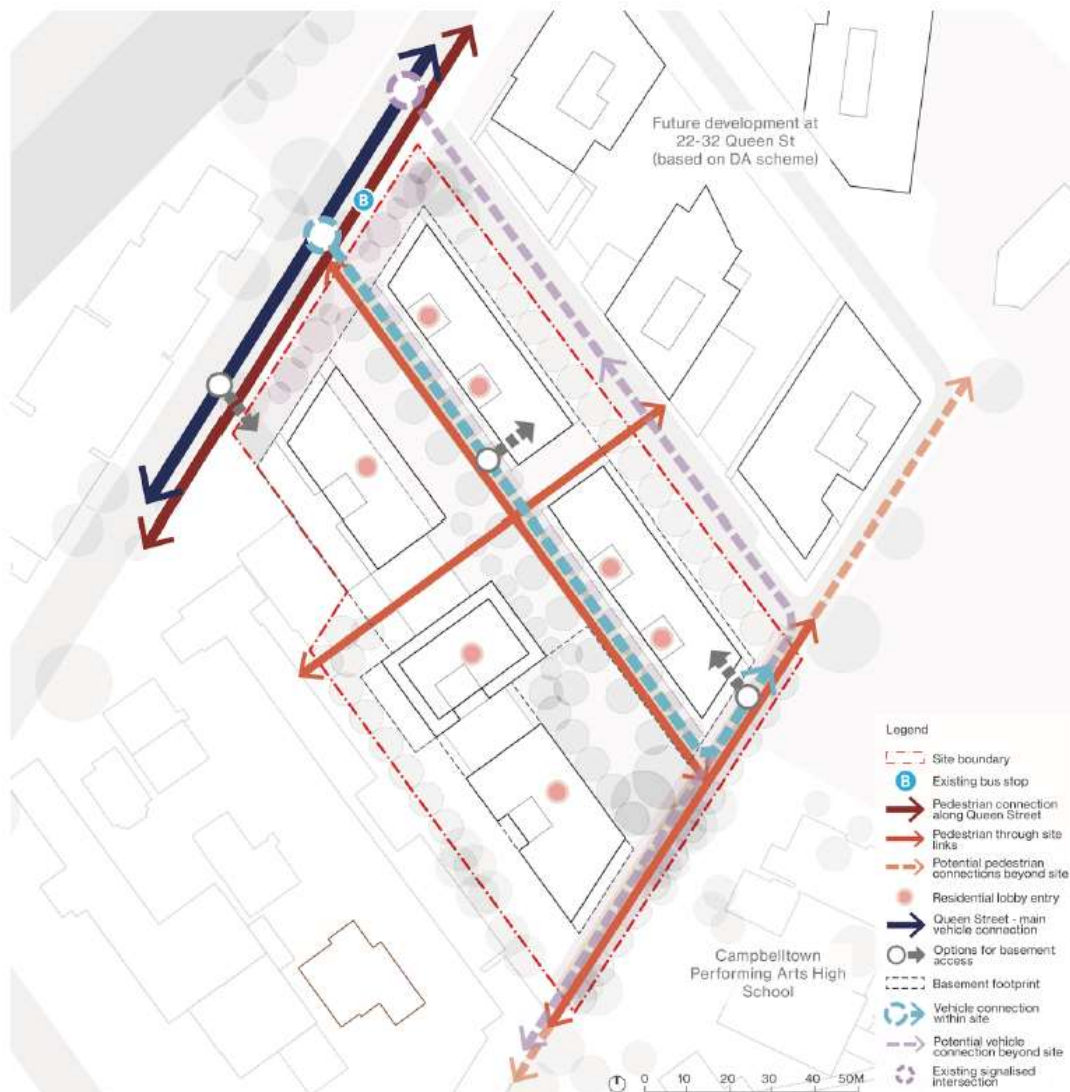 Future development at
22-32 Queen St
(based on DA scheme)
B
Campbelltown
Performing Arts High
School
Legend
Site boundary
B
Existing bus stop
Pedestrian connection
along Queen Street
Pedestrian through site
links
Potential pedestrian
connections beyond site
Residential lobby entry
Queen Street - main
vehicle connection
Options for basement
access
Basement footprint
Vehicle connection
within site
Potential vehicle
connection beyond site
Existing signalised
intersection
0 10 20 30 40 50M